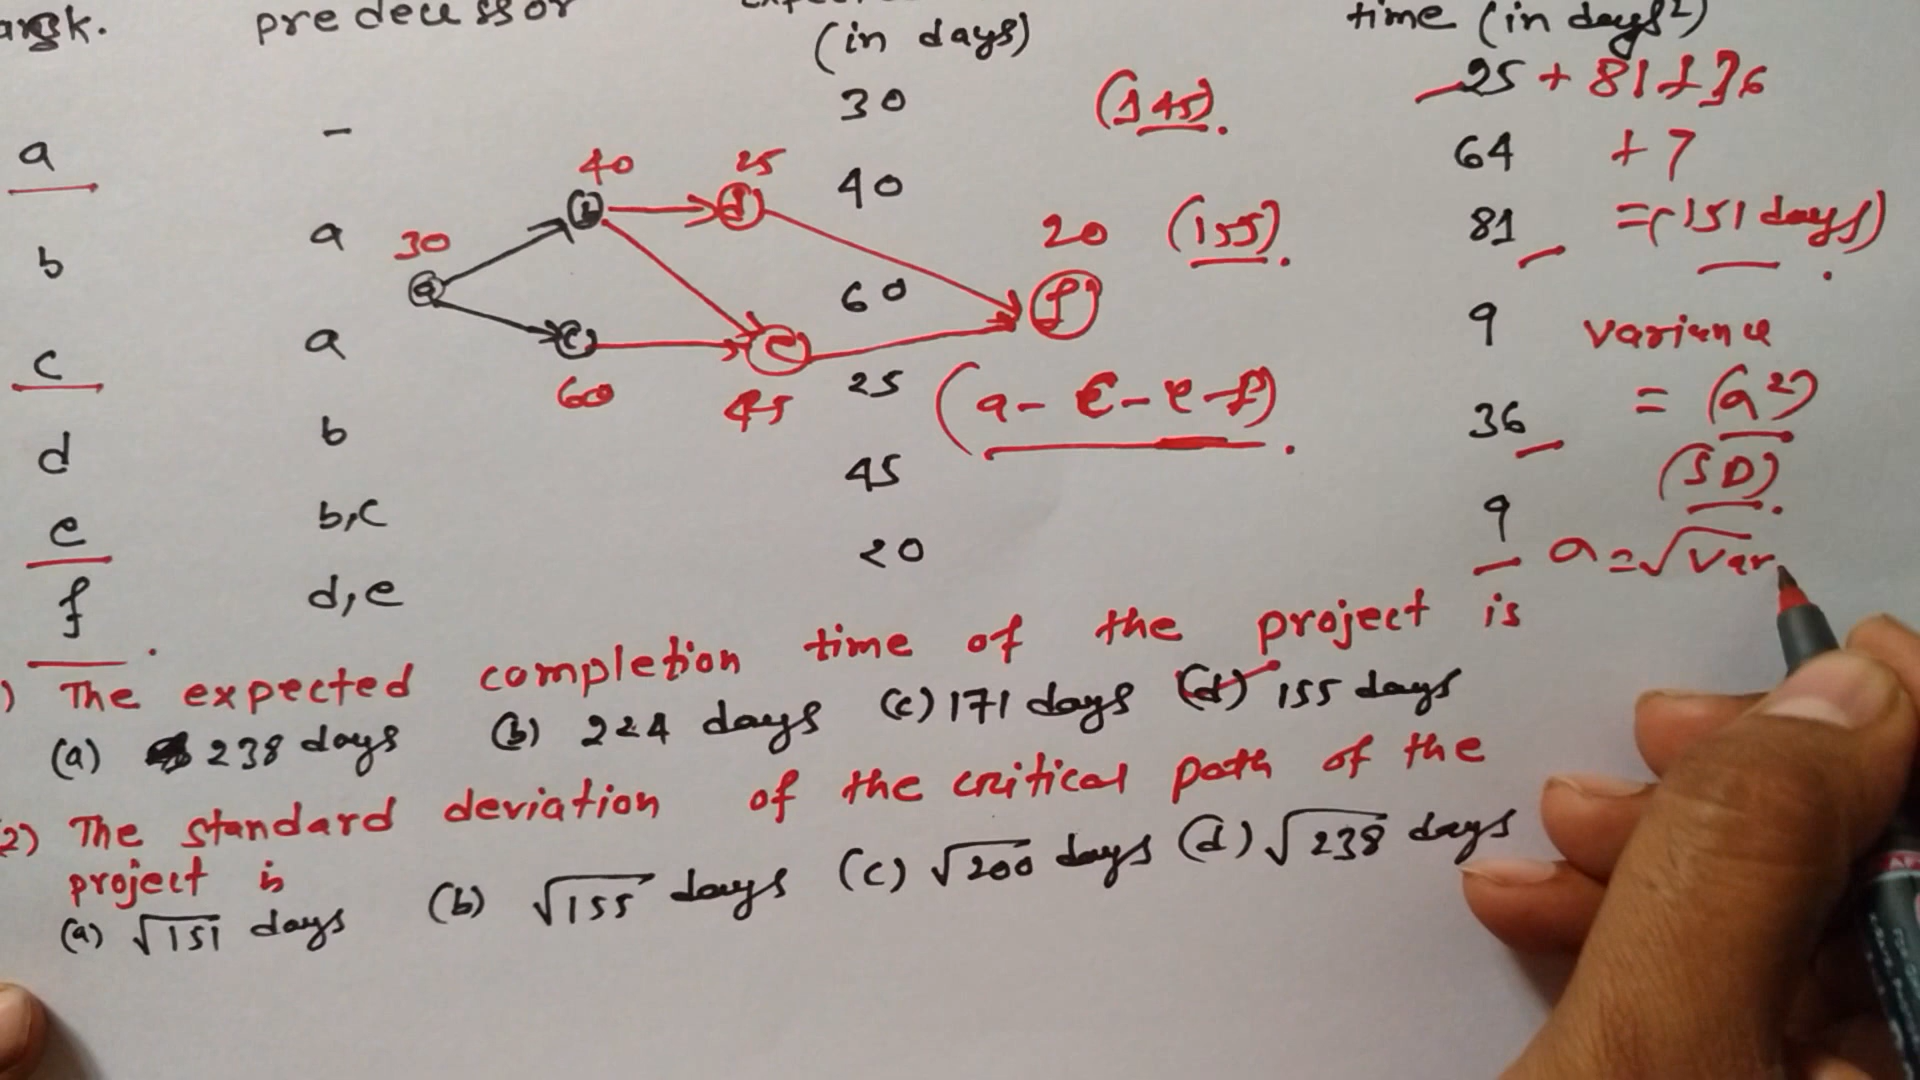 predecessor
(in days)
time (in days²)
30
(145).
25 + 81 + 36
a
-
40
25
40
64
+ 7
b
a
30
b
d
20
(155).
81
= (151 days).
a
60
f
9
variance
c
a
c
e
60
45
25
(a - c - e - f).
36
= (a²)
d
b
45
(SD).
e
b,c
9
20
a = √Var
f.
d,e
) The expected completion time of the project is
(a) 238 days (b) 224 days (c) 171 days (d) 155 days
2) The standard deviation of the critical path of the
project is
(a) √151 days (b) √155 days (c) √200 days (d) √238 days